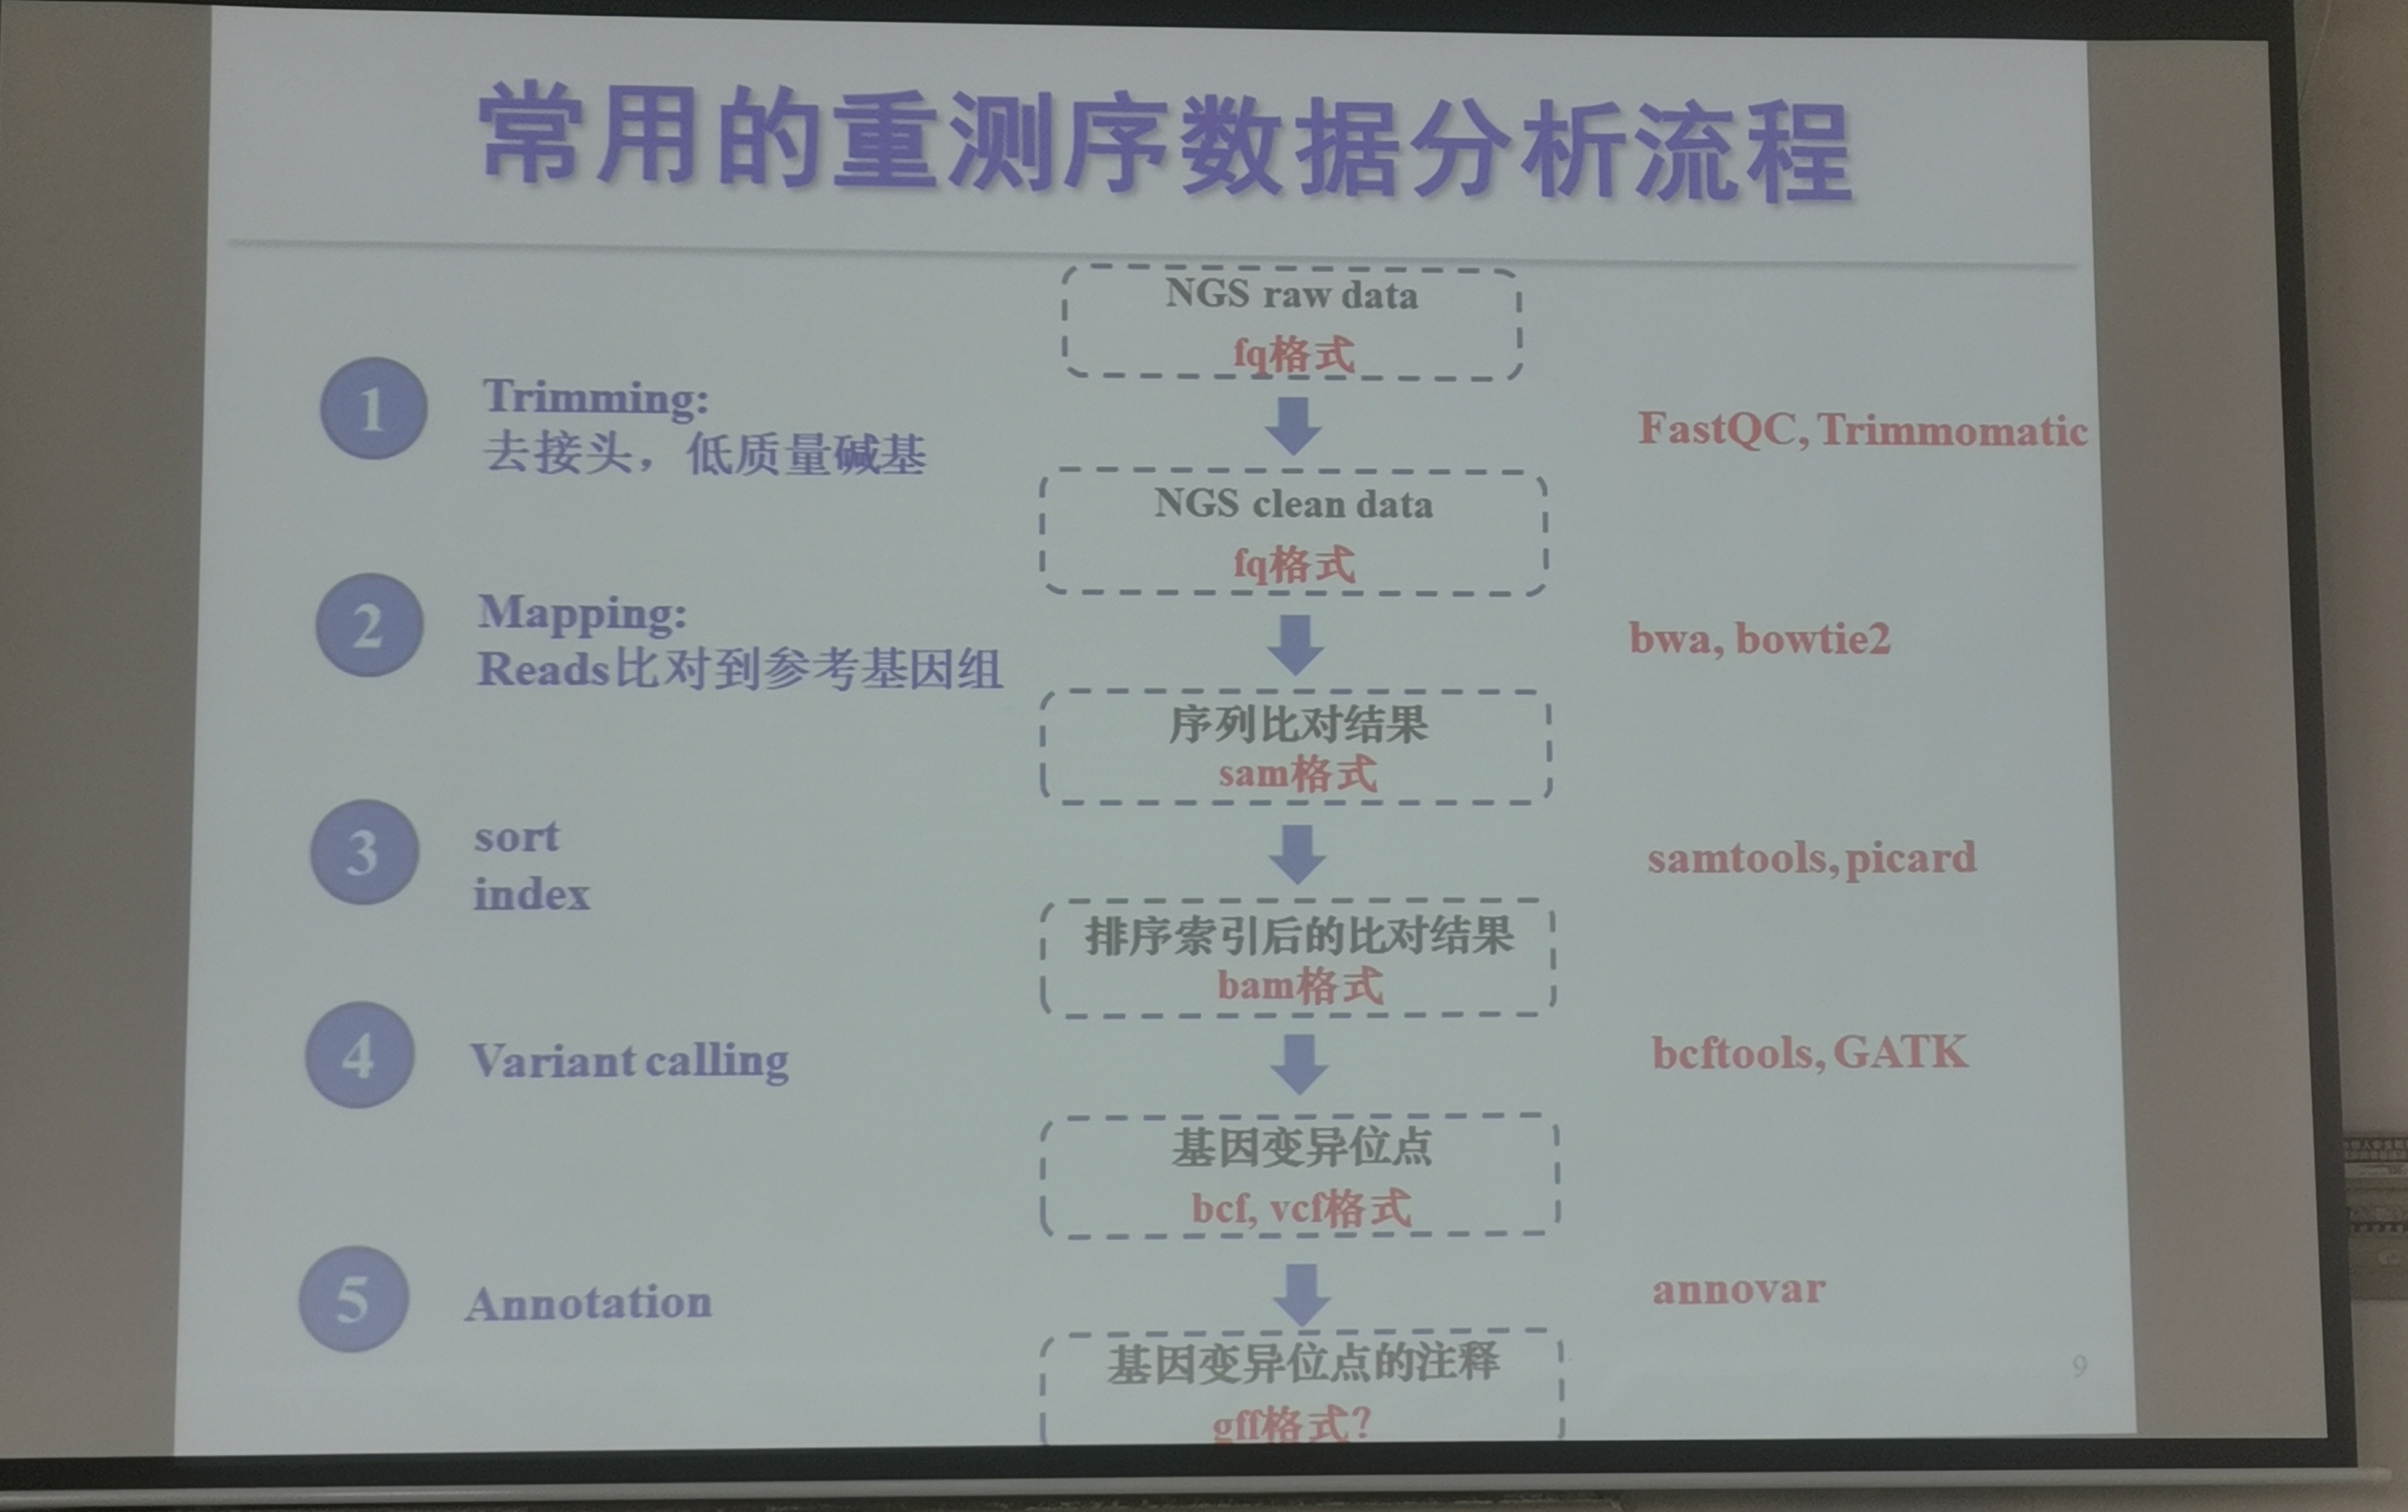 常用的重测序数据分析流程
NGS raw data
fq格式
1
Trimming:
去接头，低质量碱基
FastQC, Trimmomatic
NGS clean data
fq格式
2
Mapping:
Reads比对到参考基因组
bwa, bowtie2
序列比对结果
sam格式
3
sort
index
samtools, picard
排序索引后的比对结果
bam格式
4
Variant calling
bcftools, GATK
基因变异位点
bcf, vcf格式
5
Annotation
annovar
基因变异位点的注释
gff格式?
9